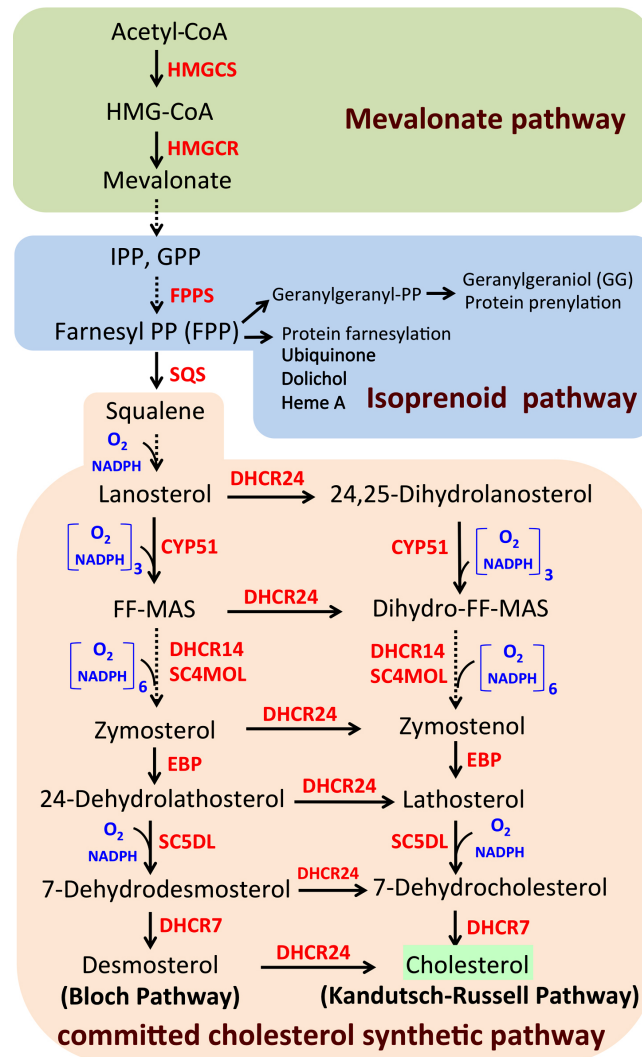 Acetyl-CoA
HMGCS
HMG-CoA
Mevalonate pathway
HMGCR
Mevalonate
IPP, GPP
FPPS
Geranylgeranyl-PP
Geranylgeraniol (GG)
Protein prenylation
Farnesyl PP (FPP)
Protein farnesylation
Ubiquinone
Dolichol
Heme A
Isoprenoid pathway
SQS
Squalene
O2
NADPH
Lanosterol
DHCR24
24,25-Dihydrolanosterol
[O2
NADPH]3
CYP51
CYP51
[O2
NADPH]3
FF-MAS
DHCR24
Dihydro-FF-MAS
[O2
NADPH]6
DHCR14
SC4MOL
DHCR14
SC4MOL
[O2
NADPH]6
Zymosterol
DHCR24
Zymostenol
EBP
EBP
24-Dehydrolathosterol
DHCR24
Lathosterol
O2
NADPH
SC5DL
SC5DL
O2
NADPH
7-Dehydrodesmosterol
DHCR24
7-Dehydrocholesterol
DHCR7
DHCR7
Desmosterol
DHCR24
Cholesterol
(Bloch Pathway)
(Kandutsch-Russell Pathway)
committed cholesterol synthetic pathway